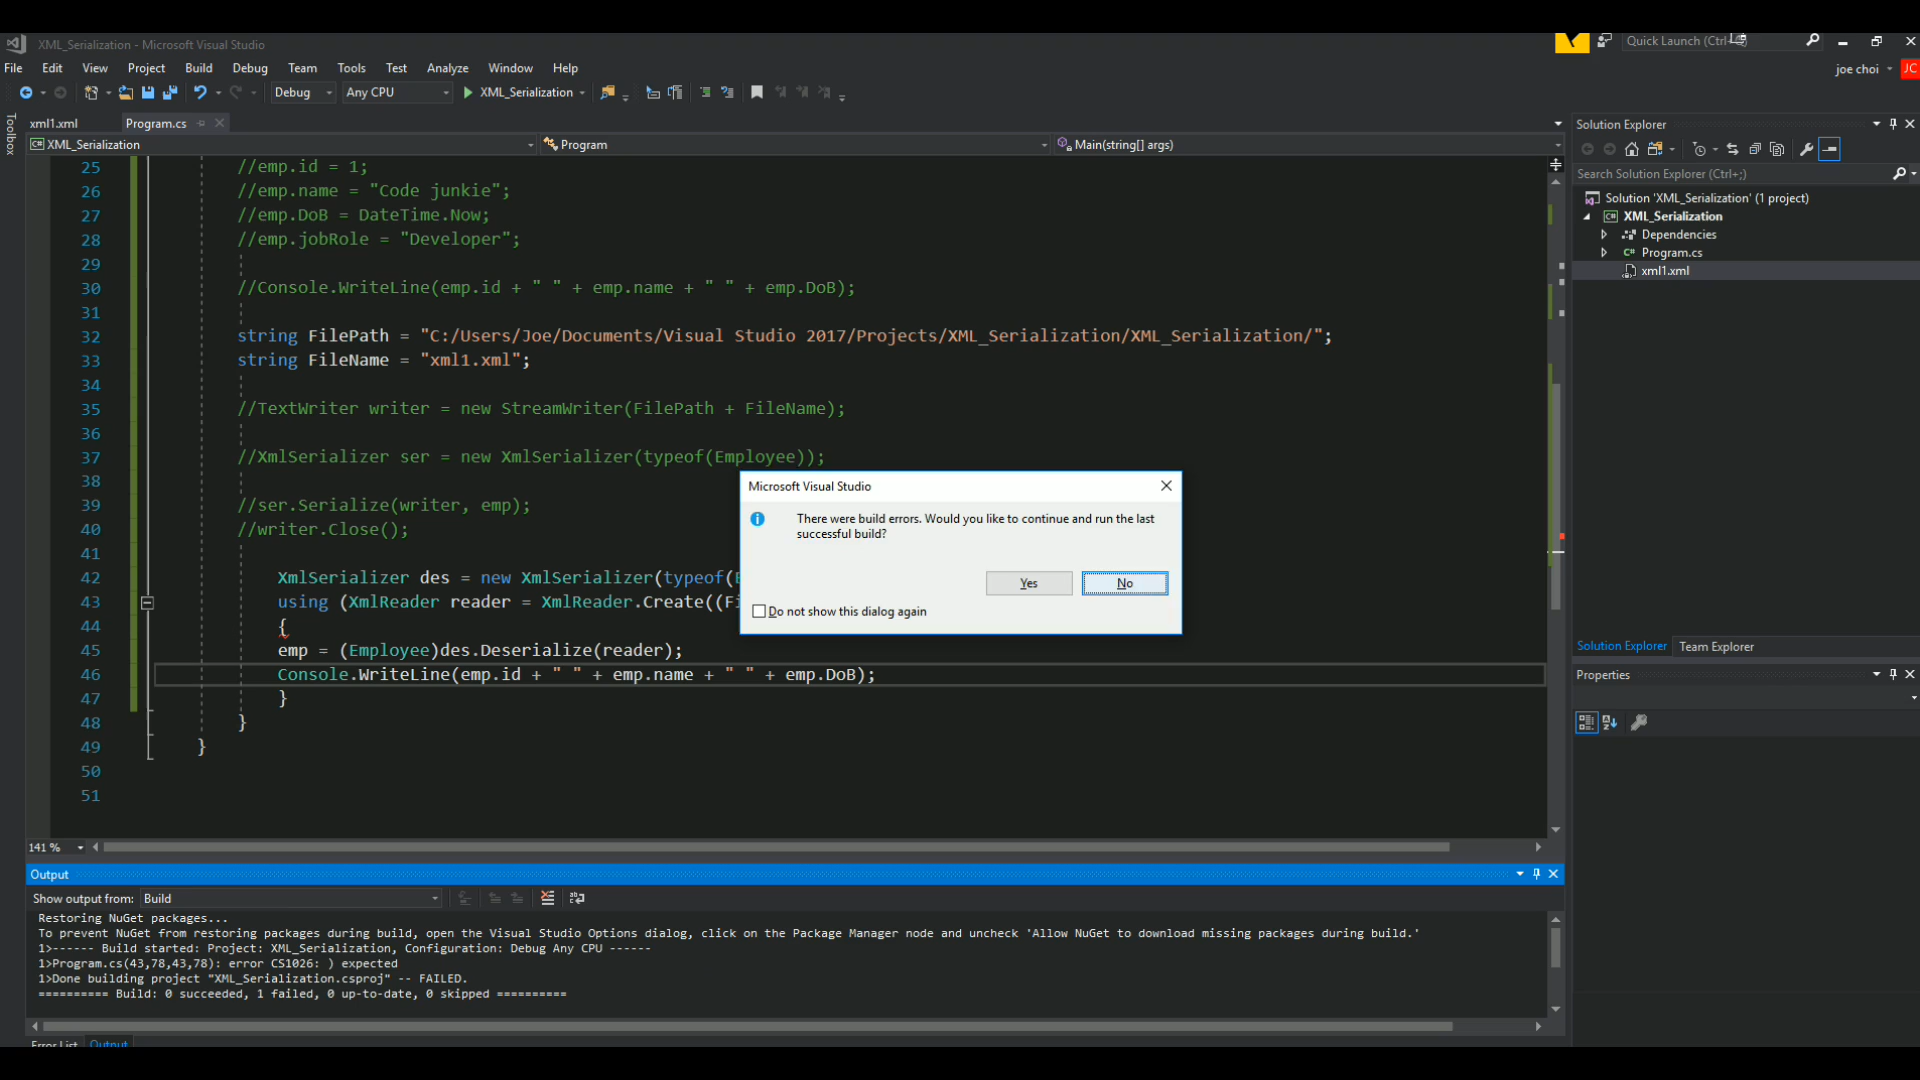 XML_Serialization - Microsoft Visual Studio
Quick Launch (Ctrl+Q)
File Edit View Project Build Debug Team Tools Test Analyze Window Help
joe choi JC
Debug Any CPU XML_Serialization
Toolbox
xml1.xml Program.cs
XML_Serialization Program Main(string[] args)
25 //emp.id = 1;
26 //emp.name = "Code junkie";
27 //emp.DoB = DateTime.Now;
28 //emp.jobRole = "Developer";
29
30 //Console.WriteLine(emp.id + " " + emp.name + " " + emp.DoB);
31
32 string FilePath = "C:/Users/Joe/Documents/Visual Studio 2017/Projects/XML_Serialization/XML_Serialization/";
33 string FileName = "xml1.xml";
34
35 //TextWriter writer = new StreamWriter(FilePath + FileName);
36
37 //XmlSerializer ser = new XmlSerializer(typeof(Employee));
38
39 //ser.Serialize(writer, emp);
40 //writer.Close();
41
42 XmlSerializer des = new XmlSerializer(typeof(
43 using (XmlReader reader = XmlReader.Create((Fi
44 {
45 emp = (Employee)des.Deserialize(reader);
46 Console.WriteLine(emp.id + " " + emp.name + " " + emp.DoB);
47 }
48 }
49 }
50
51
Microsoft Visual Studio
There were build errors. Would you like to continue and run the last
successful build?
Yes No
Do not show this dialog again
141 %
Output
Show output from: Build
Restoring NuGet packages...
To prevent NuGet from restoring packages during build, open the Visual Studio Options dialog, click on the Package Manager node and uncheck 'Allow NuGet to download missing packages during build.'
1>------ Build started: Project: XML_Serialization, Configuration: Debug Any CPU ------
1>Program.cs(43,78,43,78): error CS1026: ) expected
1>Done building project "XML_Serialization.csproj" -- FAILED.
========== Build: 0 succeeded, 1 failed, 0 up-to-date, 0 skipped ==========
Error List Output
Solution Explorer
Search Solution Explorer (Ctrl+;)
Solution 'XML_Serialization' (1 project)
XML_Serialization
Dependencies
Program.cs
xml1.xml
Solution Explorer Team Explorer
Properties